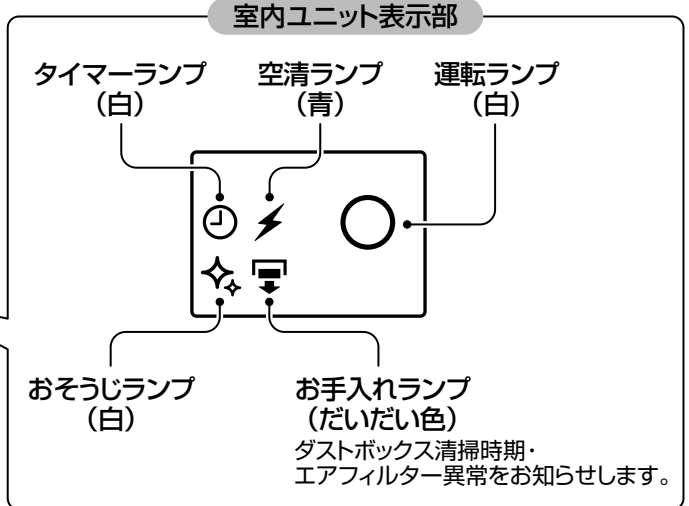 室内ユニット表示部
タイマーランプ
（白）
空清ランプ
（青）
運転ランプ
（白）
おそうじランプ
（白）
お手入れランプ
（だいだい色）
ダストボックス清掃時期・
エアフィルター異常をお知らせします。